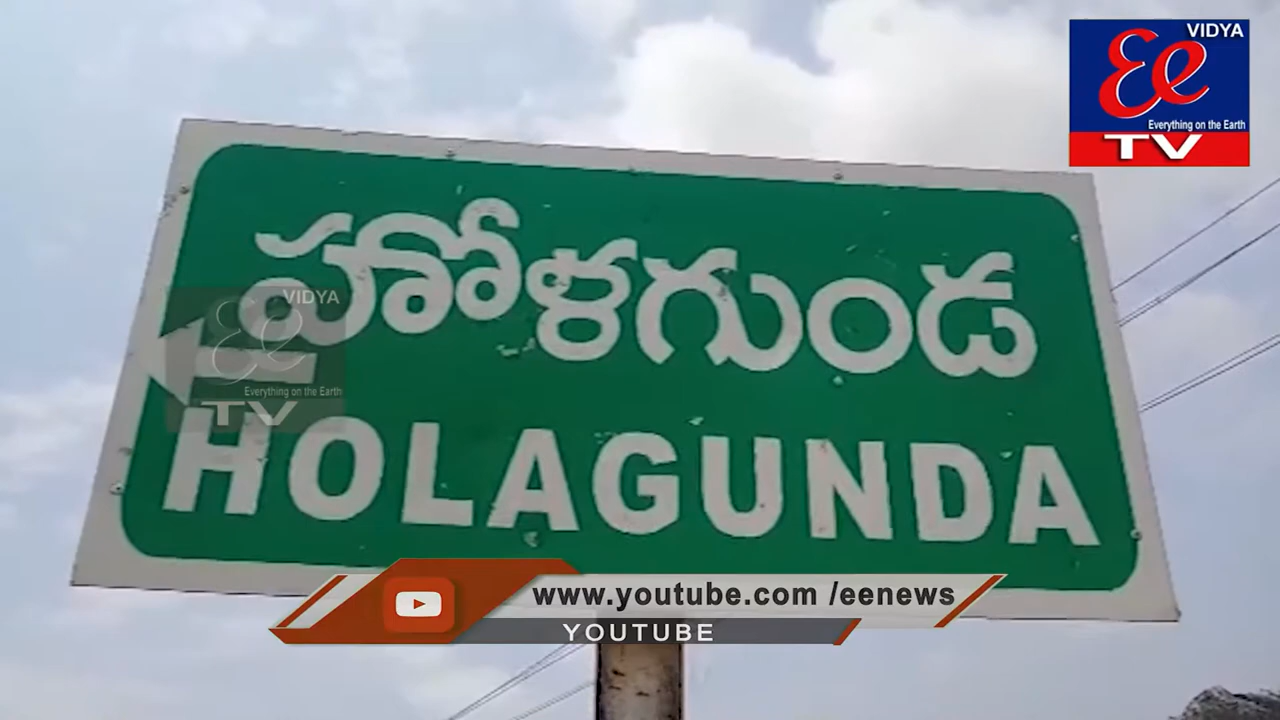 VIDYA
Ee
Everything on the Earth
TV
హోళగుండ
VIDYA
Ee
Everything on the Earth
TV
HOLAGUNDA
www.youtube.com /eenews
YOUTUBE